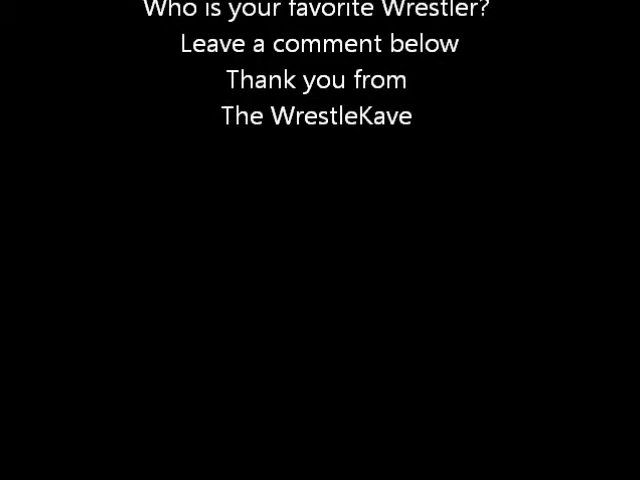 Who is your favorite Wrestler?
Leave a comment below
Thank you from
The WrestleKave